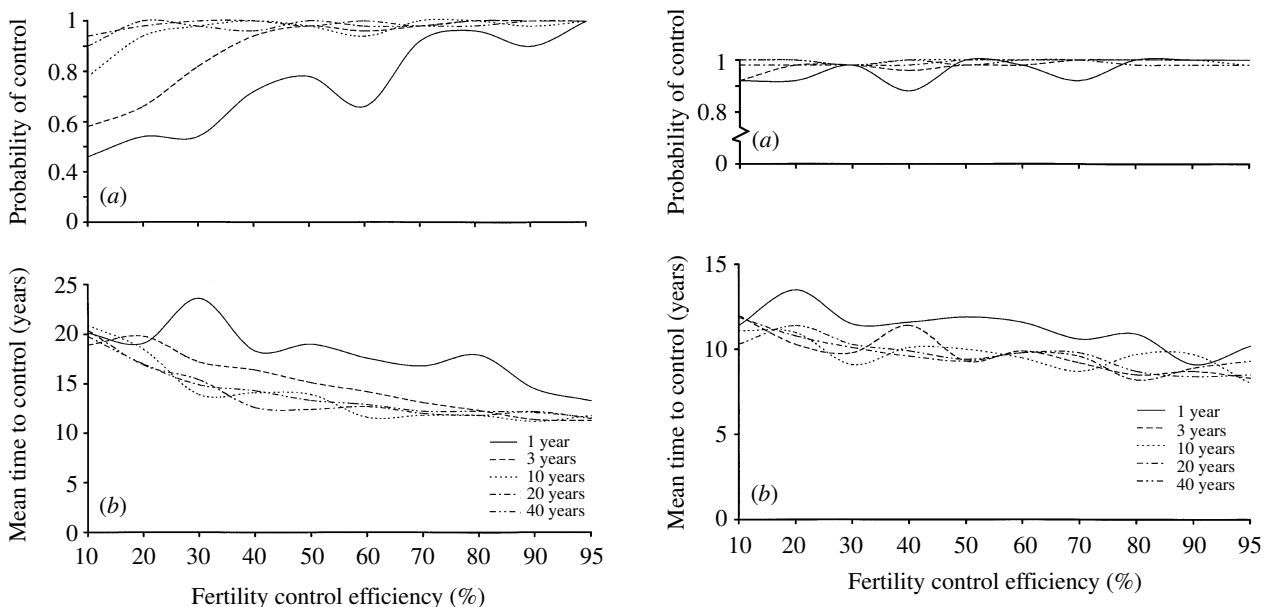 Probability of control
1
0.8
0.6
0.4
1
(a)
Mean time to control (years)
25
20
15
10
5
0
(b)
1 year
3 years
10 years
20 years
40 years
10 20 30 40 50 60 70 80 90 95
Fertility control efficiency (%)
Probability of control
1
0.8
0
(a)
Mean time to control (years)
15
10
5
0
(b)
1 year
3 years
10 years
20 years
40 years
10 20 30 40 50 60 70 80 90 95
Fertility control efficiency (%)